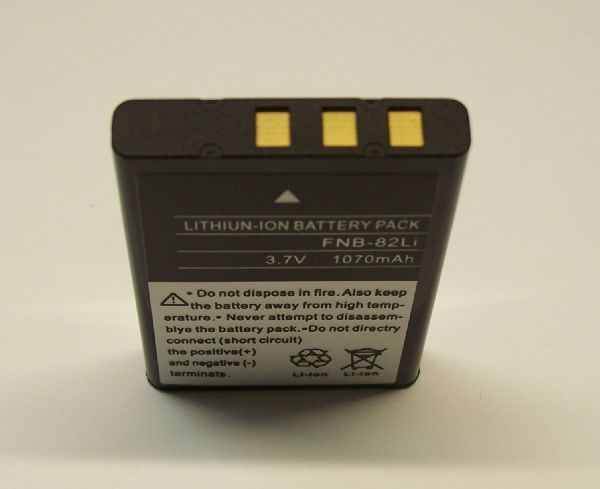 LITHIUN-ION BATTERY PACK
FNB-82Li
3.7V 1070mAh
• Do not dispose in fire. Also keep
the battery away from high temp-
erature. • Never attempt to disassem-
blye the battery pack. •Do not directry
connect (short circuit)
the positive(+)
and negative (-)
terminats.
Li-ion Li-ion